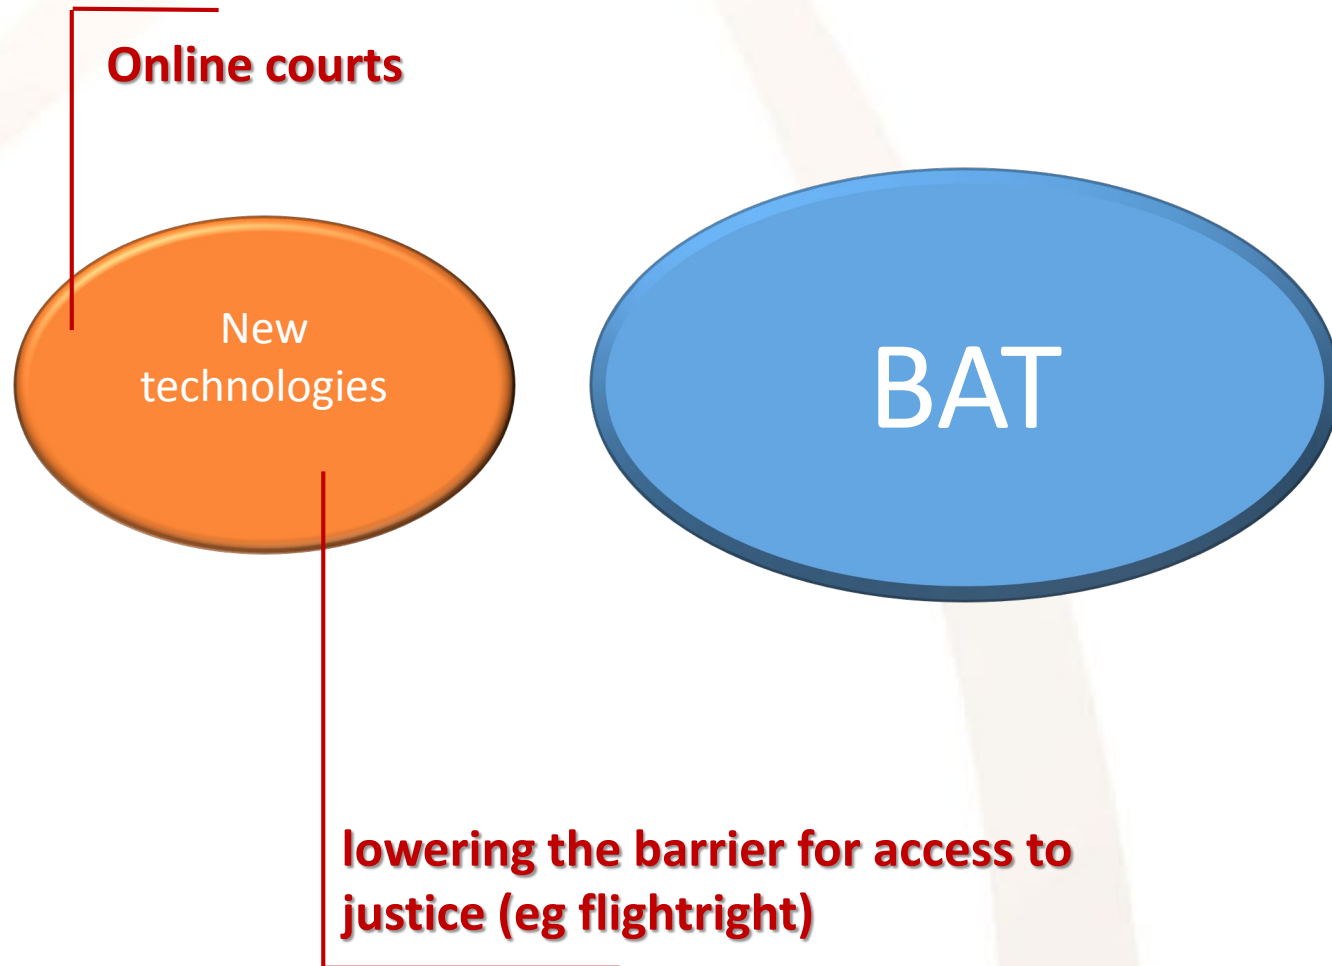 Online courts
New
technologies
BAT
lowering the barrier for access to
justice (eg flightright)